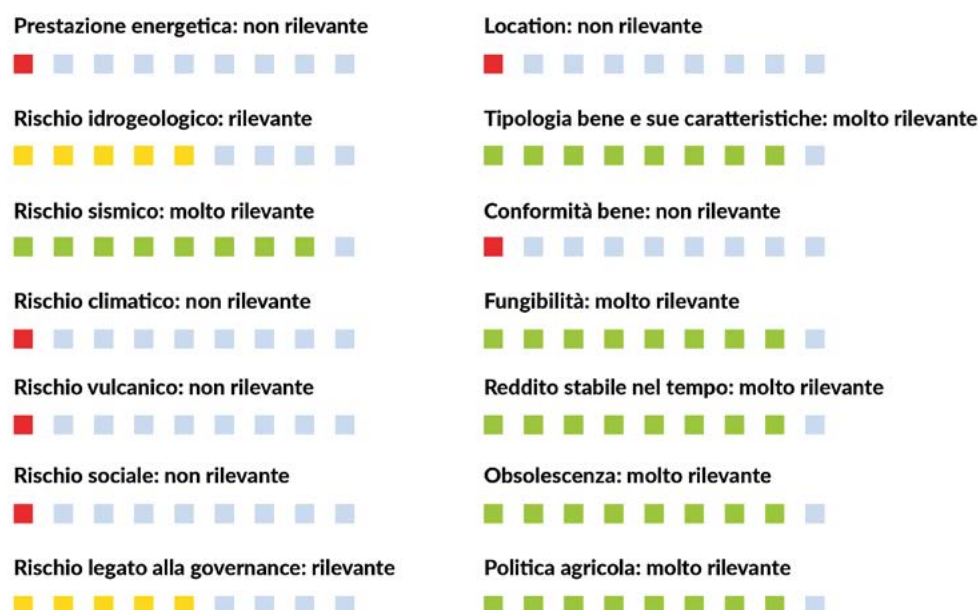 Prestazione energetica: non rilevante
Rischio idrogeologico: rilevante
Rischio sismico: molto rilevante
Rischio climatico: non rilevante
Rischio vulcanico: non rilevante
Rischio sociale: non rilevante
Rischio legato alla governance: rilevante
Location: non rilevante
Tipologia bene e sue caratteristiche: molto rilevante
Conformità bene: non rilevante
Fungibilità: molto rilevante
Reddito stabile nel tempo: molto rilevante
Obsolescenza: molto rilevante
Politica agricola: molto rilevante